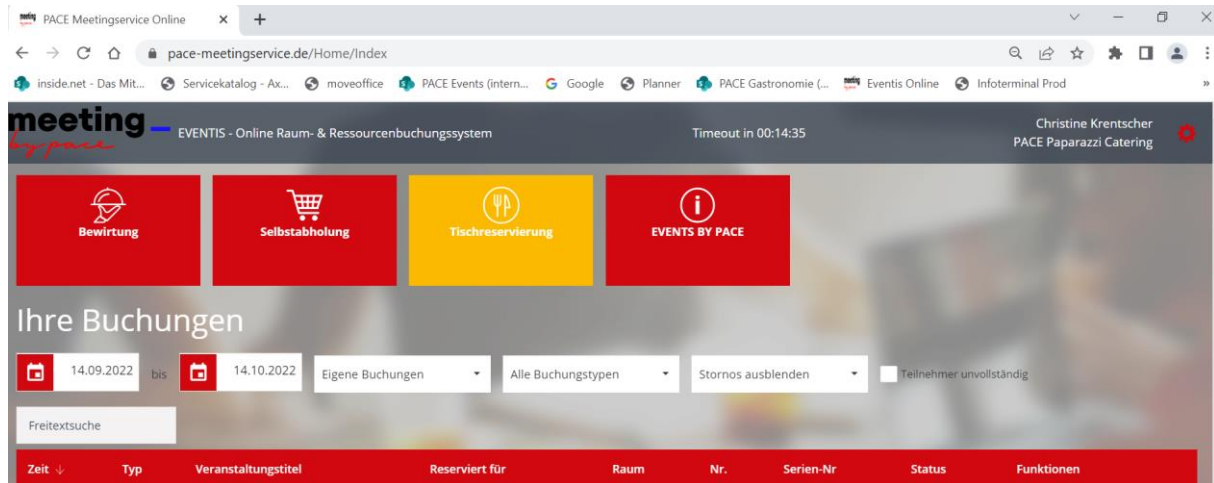 meeting by pace PACE Meetingservice Online
pace-meetingservice.de/Home/Index
inside.net - Das Mit... Servicekatalog - Ax... moveoffice PACE Events (intern... Google Planner PACE Gastronomie (... Eventis Online Infoterminal Prod »
meeting
by pace
EVENTIS - Online Raum- & Ressourcenbuchungssystem
Timeout in 00:14:35
Christine Krentscher
PACE Paparazzi Catering
Bewirtung
Selbstabholung
Tischreservierung
EVENTS BY PACE
Ihre Buchungen
14.09.2022 bis 14.10.2022 Eigene Buchungen Alle Buchungstypen Stornos ausblenden Teilnehmer unvollständig
Freitextsuche
Zeit ↓ Typ Veranstaltungstitel Reserviert für Raum Nr. Serien-Nr Status Funktionen